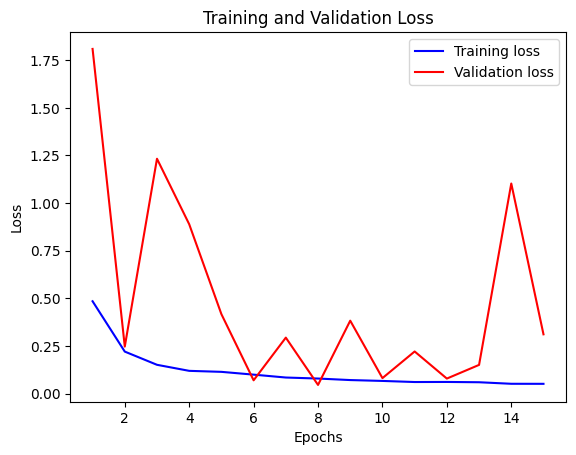 Training and Validation Loss
Training loss
Validation loss
1.75
1.50
1.25
1.00
0.75
0.50
0.25
0.00
Loss
2 4 6 8 10 12 14
Epochs